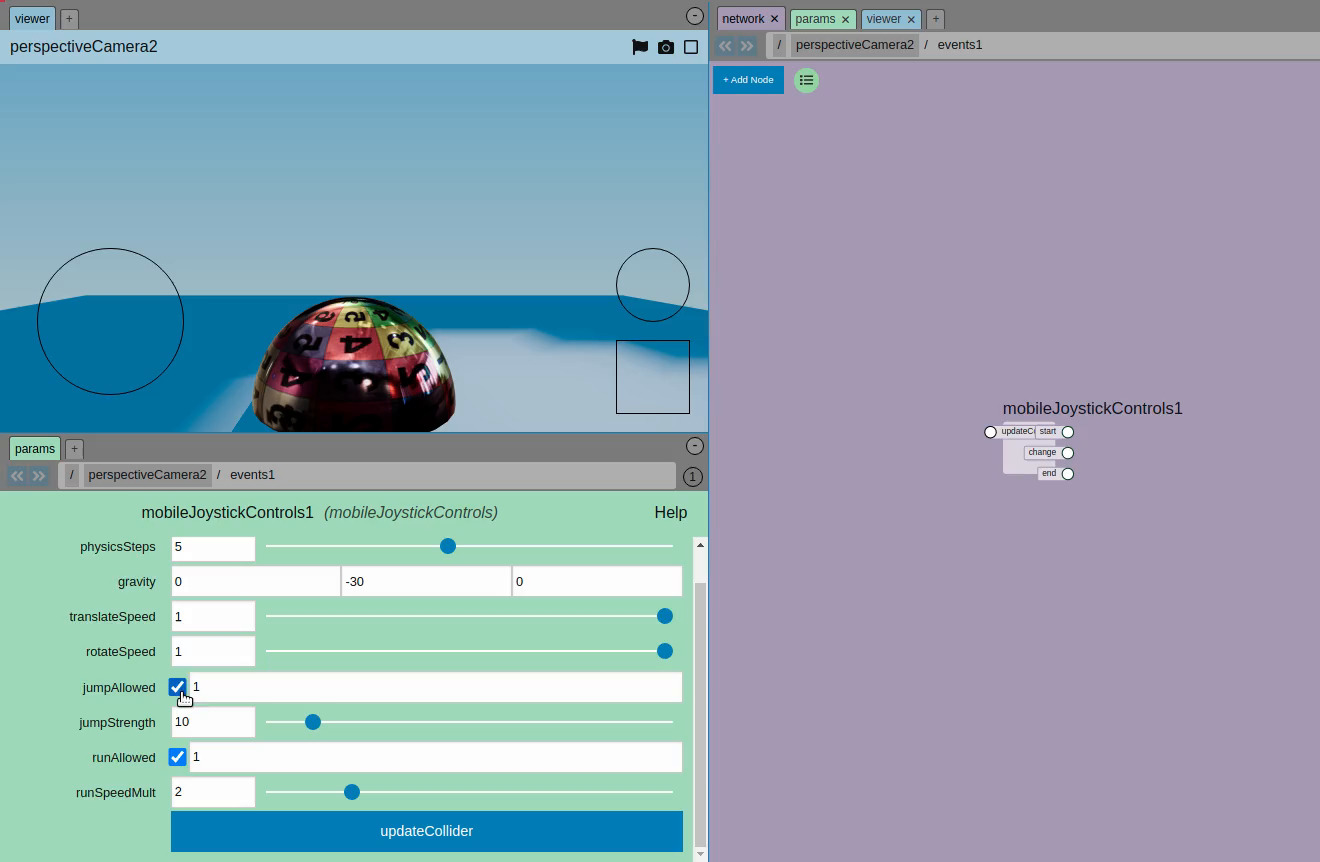 viewer +
perspectiveCamera2
params +
/ perspectiveCamera2 / events1
1
mobileJoystickControls1 (mobileJoystickControls) Help
physicsSteps 5
gravity 0 -30 0
translateSpeed 1
rotateSpeed 1
jumpAllowed 1
jumpStrength 10
runAllowed 1
runSpeedMult 2
updateCollider
network × params × viewer × +
/ perspectiveCamera2 / events1
+ Add Node
mobileJoystickControls1
start
change
end